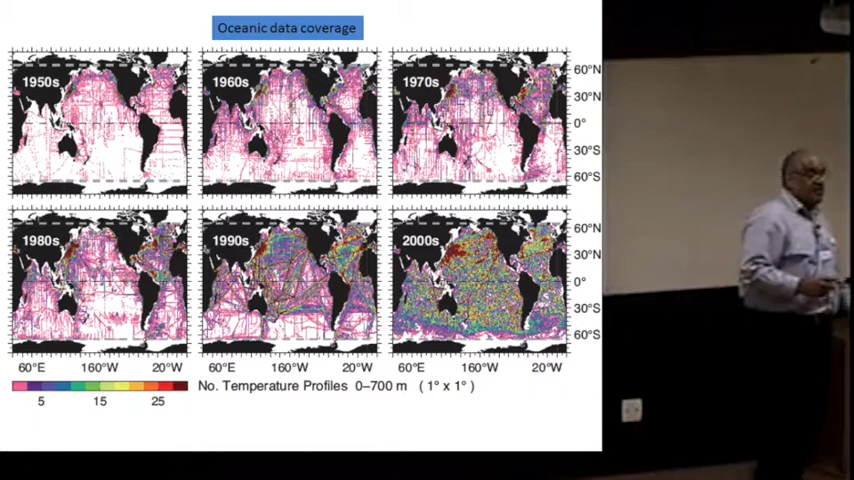 Oceanic data coverage
1950s
1960s
1970s
60°N
30°N
0°
30°S
60°S
1980s
1990s
2000s
60°N
30°N
0°
30°S
60°S
60°E 160°W 20°W 60°E 160°W 20°W 60°E 160°W 20°W
No. Temperature Profiles 0–700 m ( 1° x 1° )
5 15 25